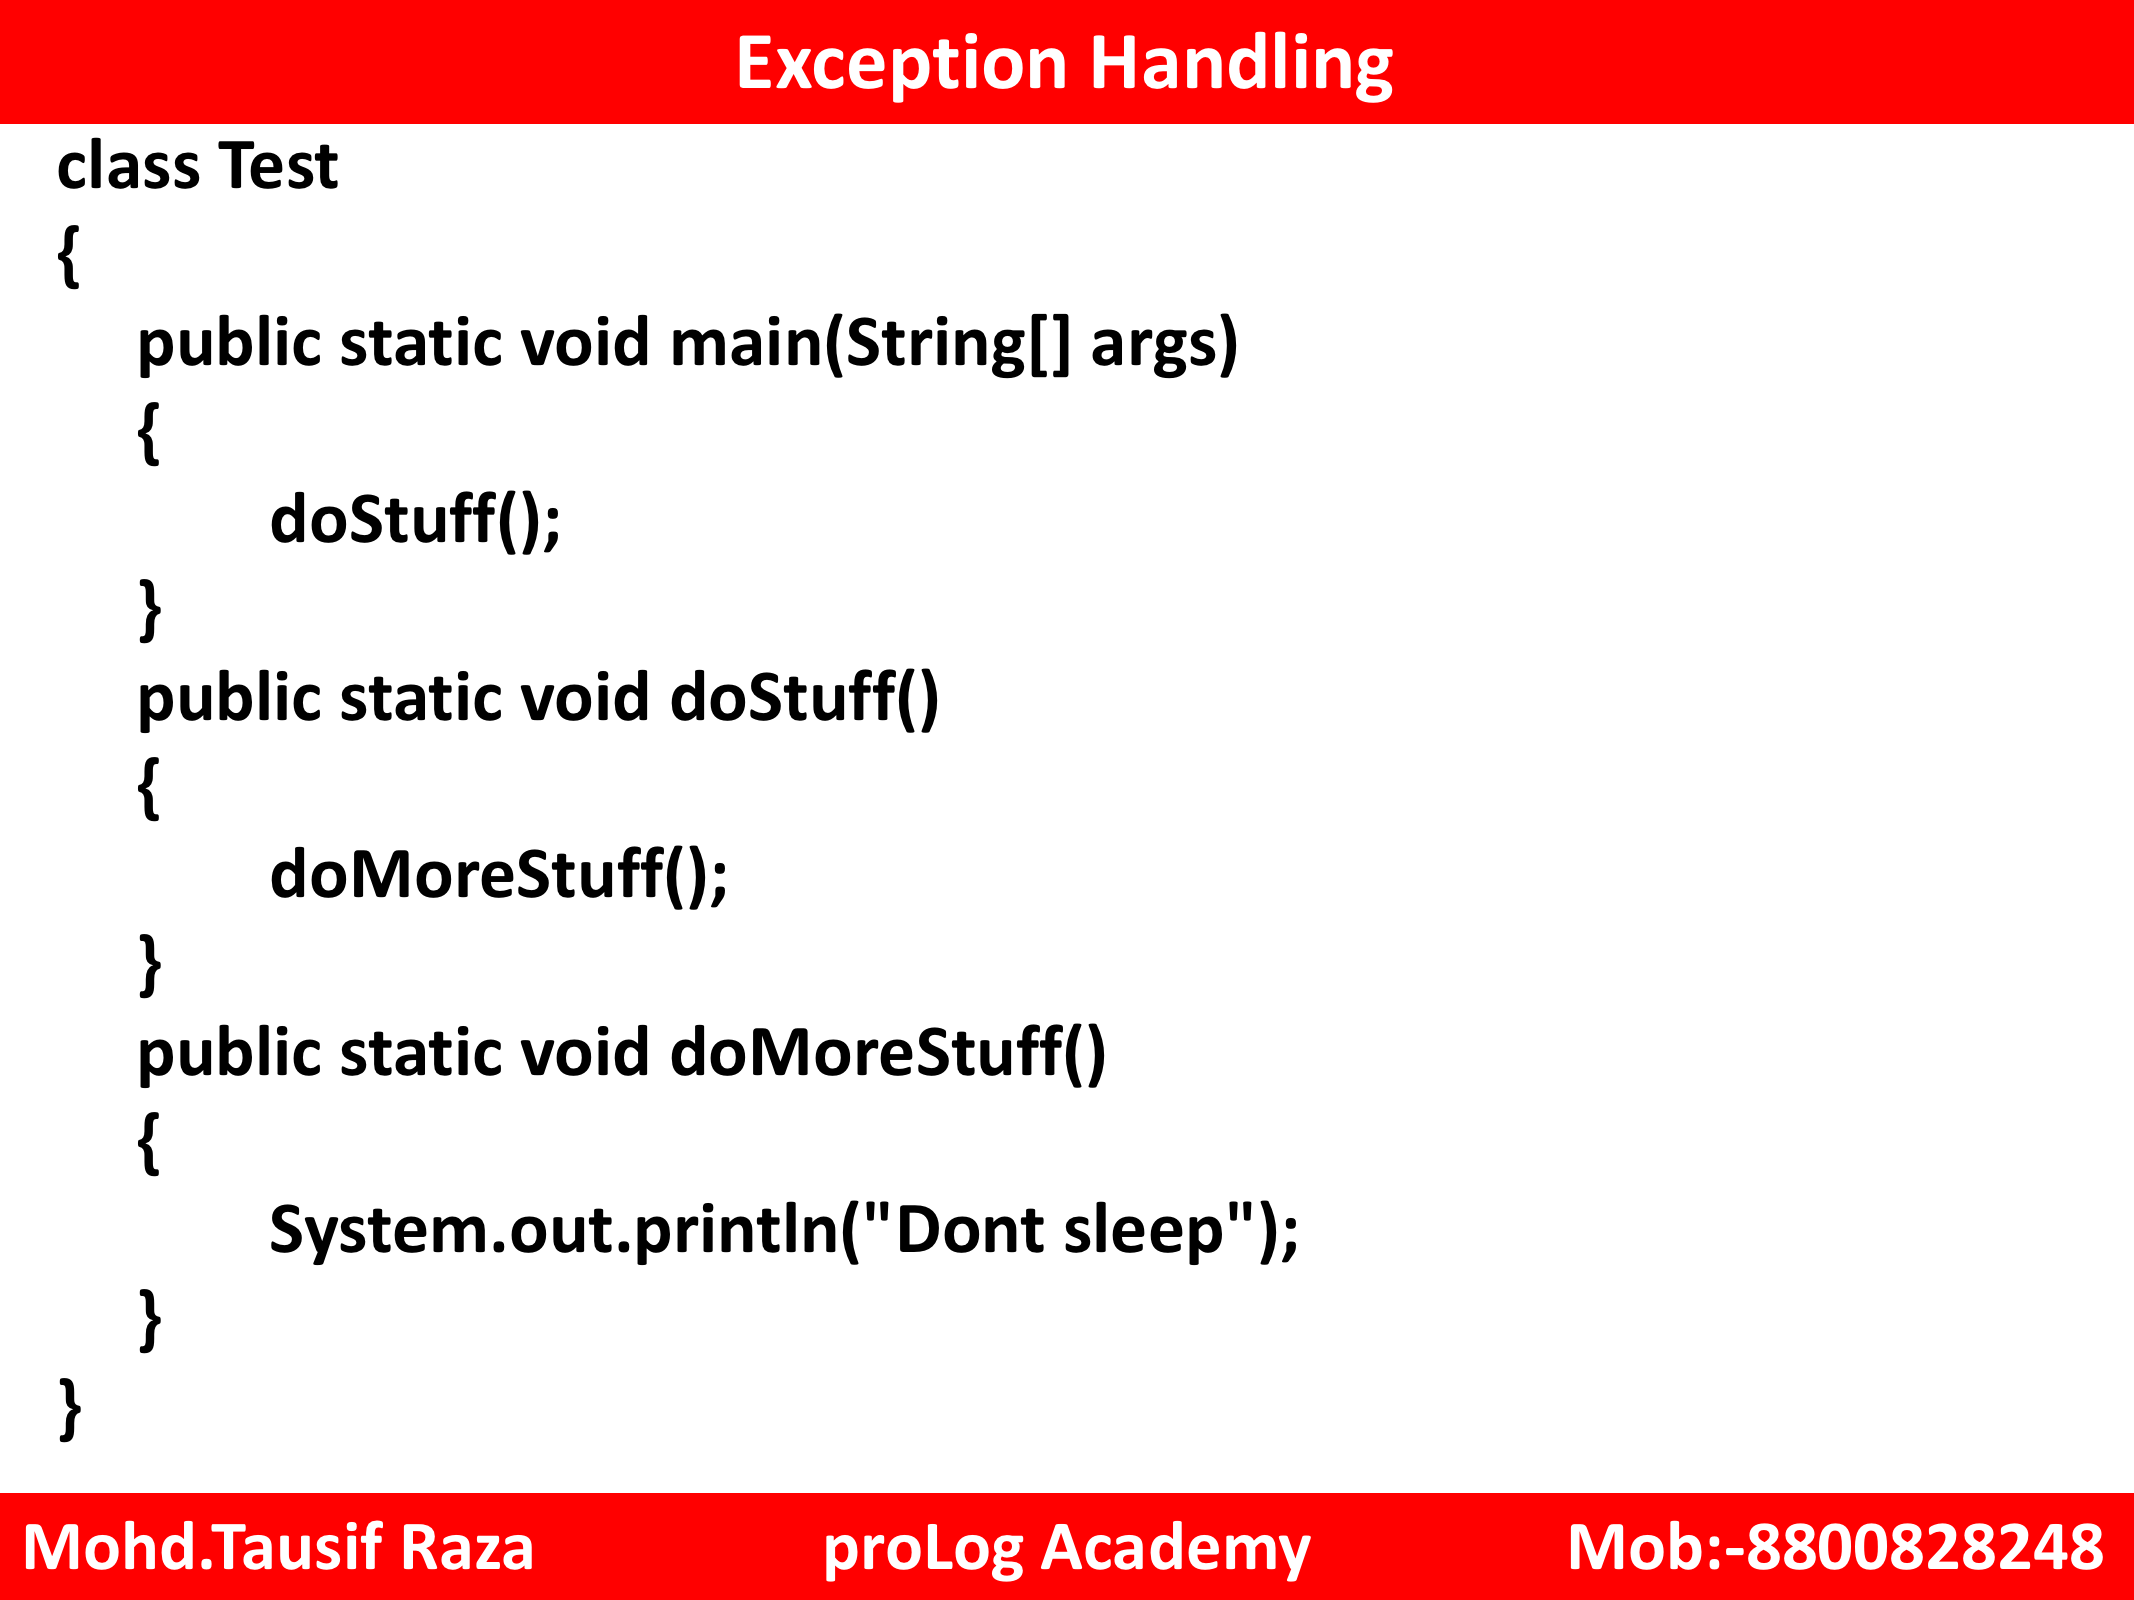 Exception Handling
class Test
{
public static void main(String[] args)
{
doStuff();
}
public static void doStuff()
{
doMoreStuff();
}
public static void doMoreStuff()
{
System.out.println("Dont sleep");
}
}
Mohd.Tausif Raza proLog Academy Mob:-8800828248